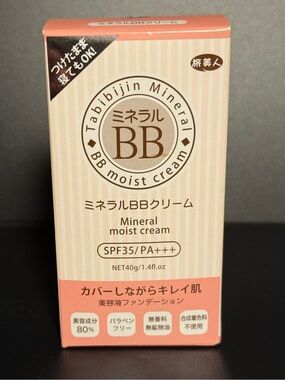 つけたまま
寝てもOK!
旅美人
Tabibijin Mineral
ミネラル
BB
BB moist cream
ミネラルBBクリーム
Mineral
moist cream
SPF35/PA+++
NET40g/1.4fl.oz
カバーしながらキレイ肌
美容液ファンデーション
美容成分
80%
パラベン
フリー
無香料
無鉱物油
合成着色料
不使用